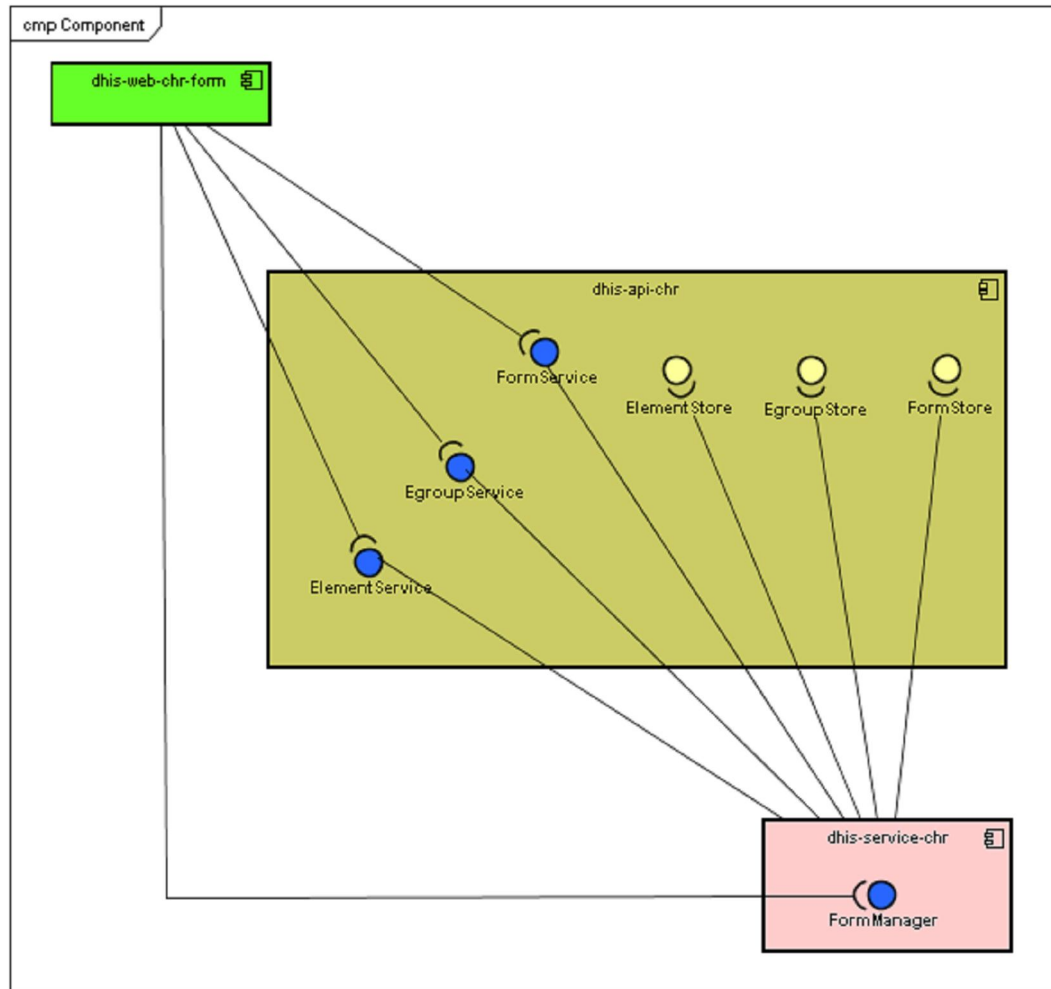 cmp Component
dhis-web-chr-form
dhis-api-chr
FormService
ElementStore
EgroupStore
FormStore
EgroupService
ElementService
dhis-service-chr
FormManager